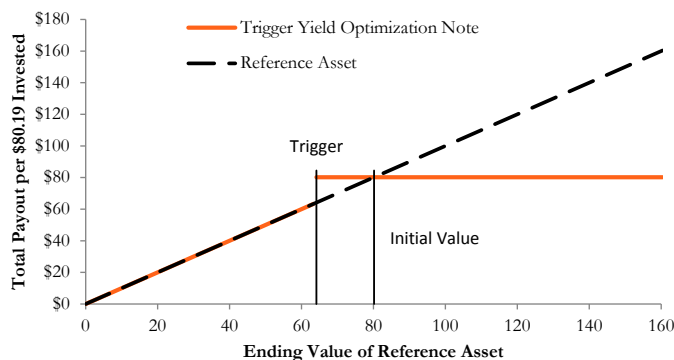 $180
$160
$140
$120
$100
$80
$60
$40
$20
$0
Total Payout per $80.19 Invested
Trigger Yield Optimization Note
Reference Asset
Trigger
Initial Value
0 20 40 60 80 100 120 140 160
Ending Value of Reference Asset